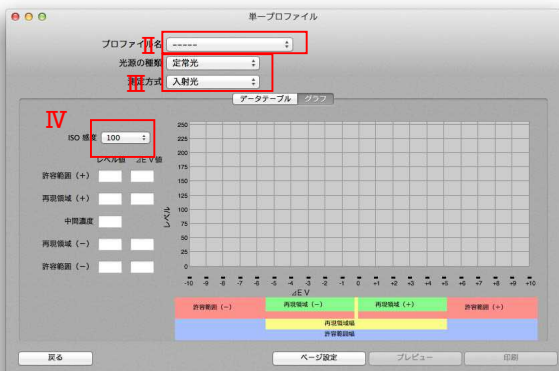 単一プロファイル
プロファイル名 -----
II
光源の種類 定常光
III
測定方式 入射光
データテーブル グラフ
IV
ISO 感度 100
レベル値 ⊿EV値
許容範囲（+）
再現領域（+）
中間濃度
再現領域（-）
許容範囲（-）
レベル
250
225
200
175
150
125
100
75
50
25
0
-10 -9 -8 -7 -6 -5 -4 -3 -2 -1 0 +1 +2 +3 +4 +5 +6 +7 +8 +9 +10
⊿EV
許容範囲（-） 再現領域（-） 再現領域（+） 許容範囲（+）
再現領域幅
許容範囲幅
戻る ページ設定 プレビュー 印刷